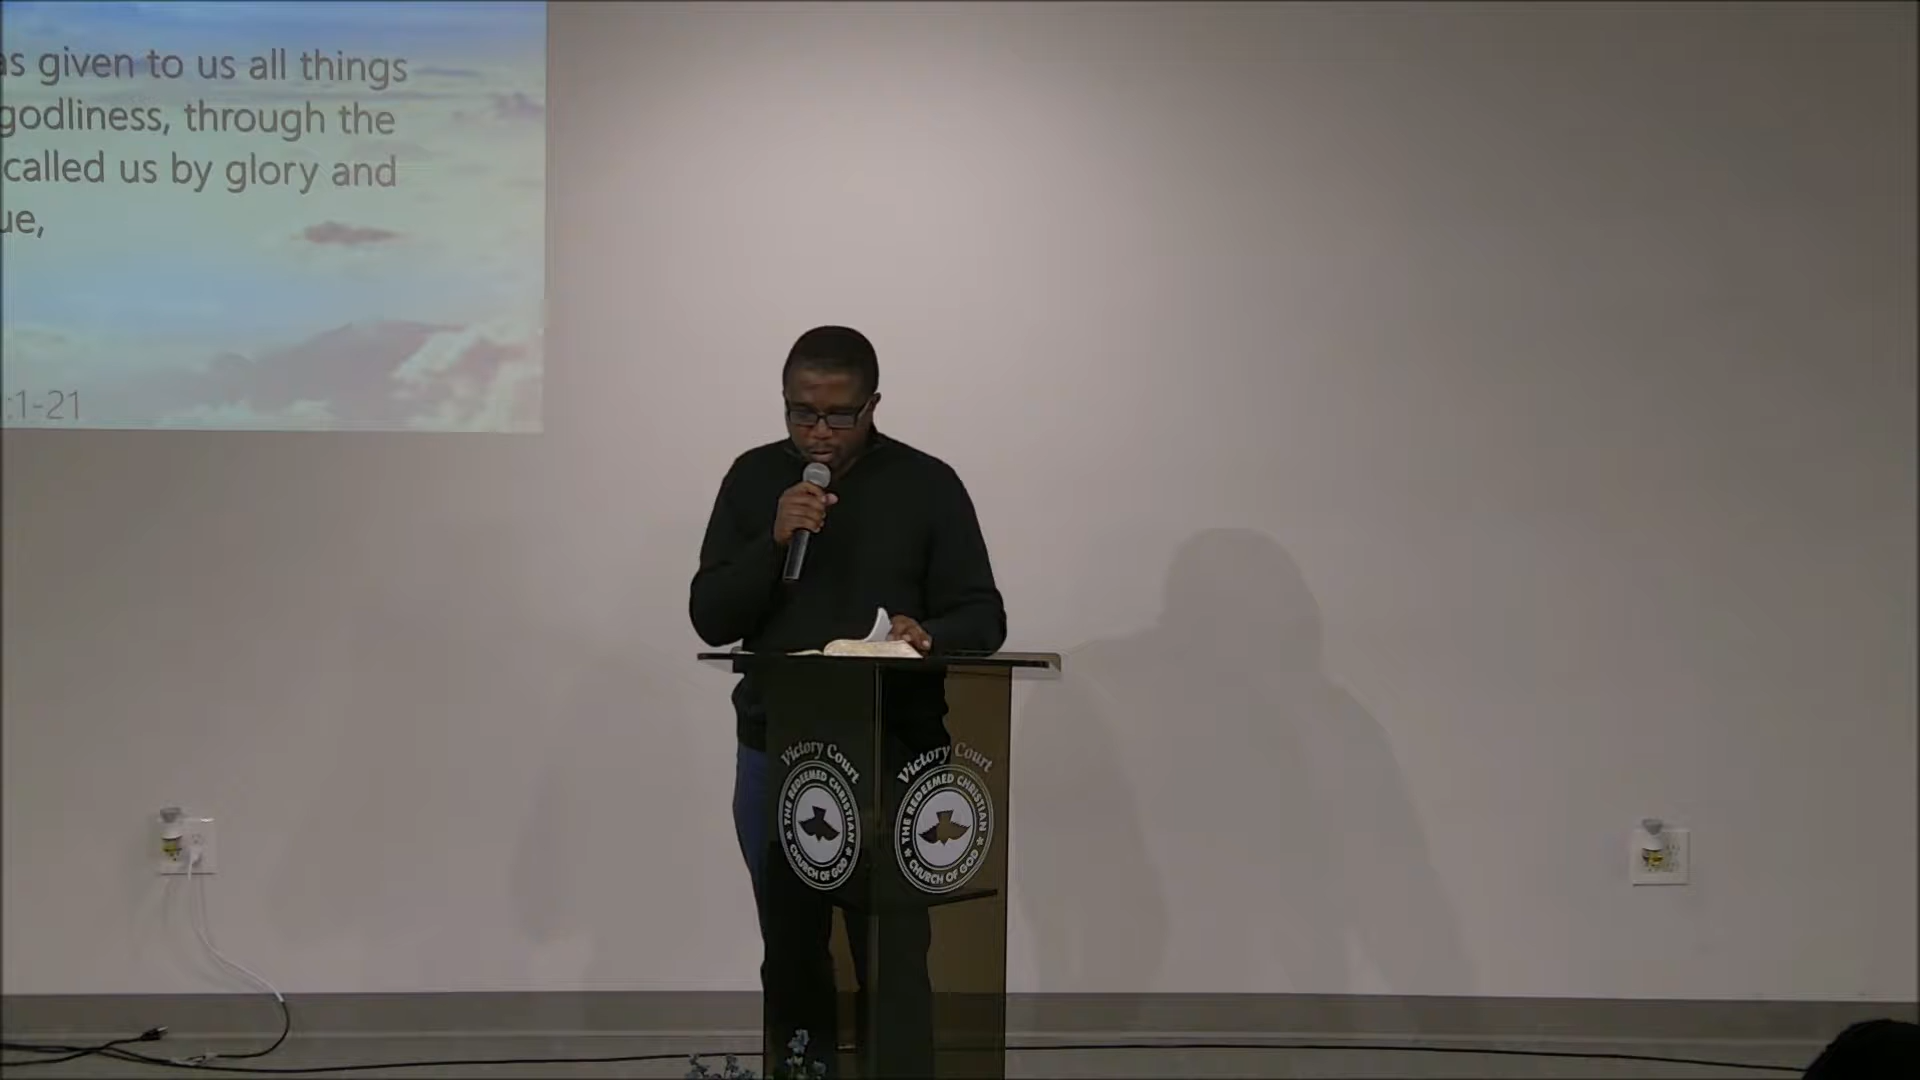 as given to us all things
godliness, through the
called us by glory and
ue,
:1-21
Victory Court
THE REDEEMED CHRISTIAN
CHURCH OF GOD
Victory Court
THE REDEEMED CHRISTIAN
CHURCH OF GOD